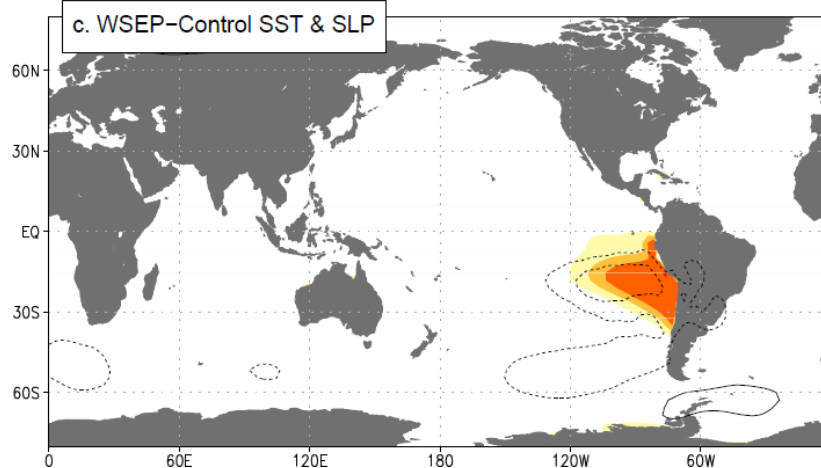 c. WSEP−Control SST & SLP
60N
30N
EQ
30S
60S
0 60E 120E 180 120W 60W